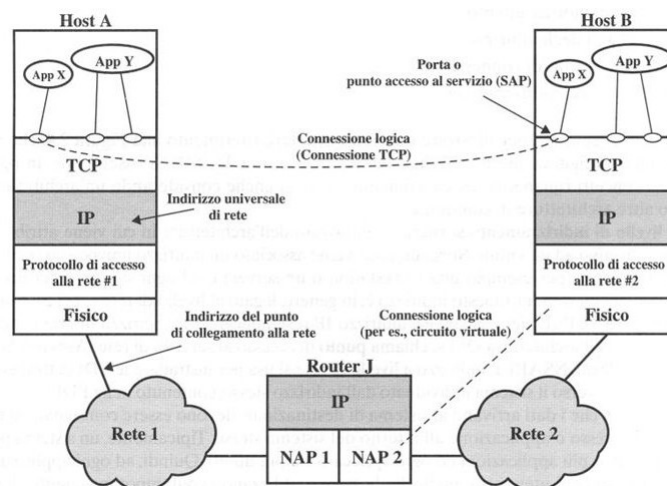 Host A
Host B
App X
App Y
Porta o
punto accesso al servizio (SAP)
App X
App Y
Connessione logica
(Connessione TCP)
TCP
TCP
IP
Indirizzo universale
di rete
IP
Protocollo di accesso
alla rete #1
Protocollo di accesso
alla rete #2
Fisico
Indirizzo del punto
di collegamento alla rete
Connessione logica
(per es., circuito virtuale)
Fisico
Router J
IP
Rete 1
NAP 1
NAP 2
Rete 2